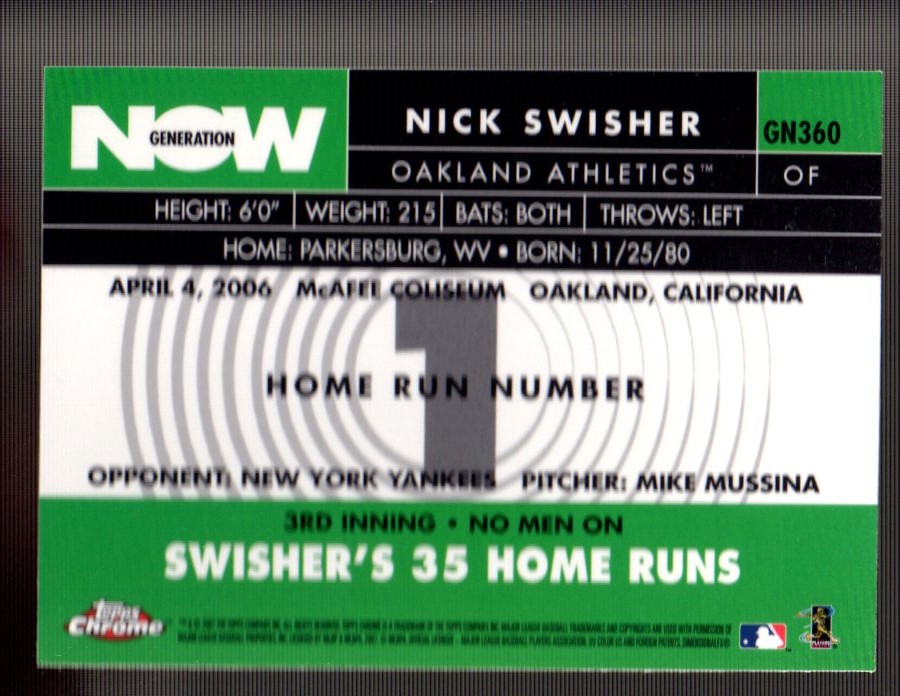 NOW
GENERATION
NICK SWISHER
GN360
OAKLAND ATHLETICS™
OF
HEIGHT: 6'0" WEIGHT: 215 BATS: BOTH THROWS: LEFT
HOME: PARKERSBURG, WV • BORN: 11/25/80
APRIL 4, 2006 McAFEE COLISEUM OAKLAND, CALIFORNIA
1
HOME RUN NUMBER
OPPONENT: NEW YORK YANKEES PITCHER: MIKE MUSSINA
3RD INNING • NO MEN ON
SWISHER'S 35 HOME RUNS
Topps
Chrome